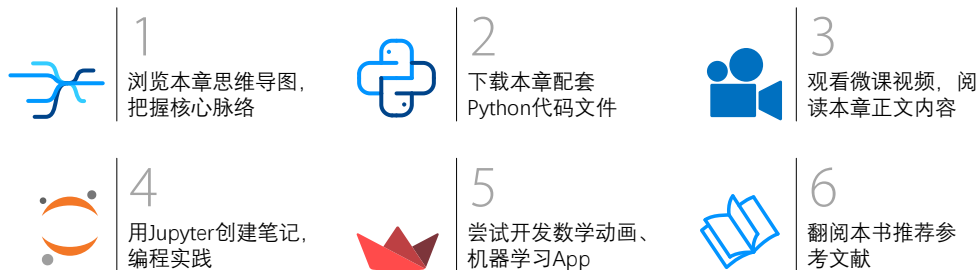 1
浏览本章思维导图，
把握核心脉络
2
下载本章配套
Python代码文件
3
观看微课视频，阅
读本章正文内容
4
用Jupyter创建笔记，
编程实践
5
尝试开发数学动画、
机器学习App
6
翻阅本书推荐参
考文献